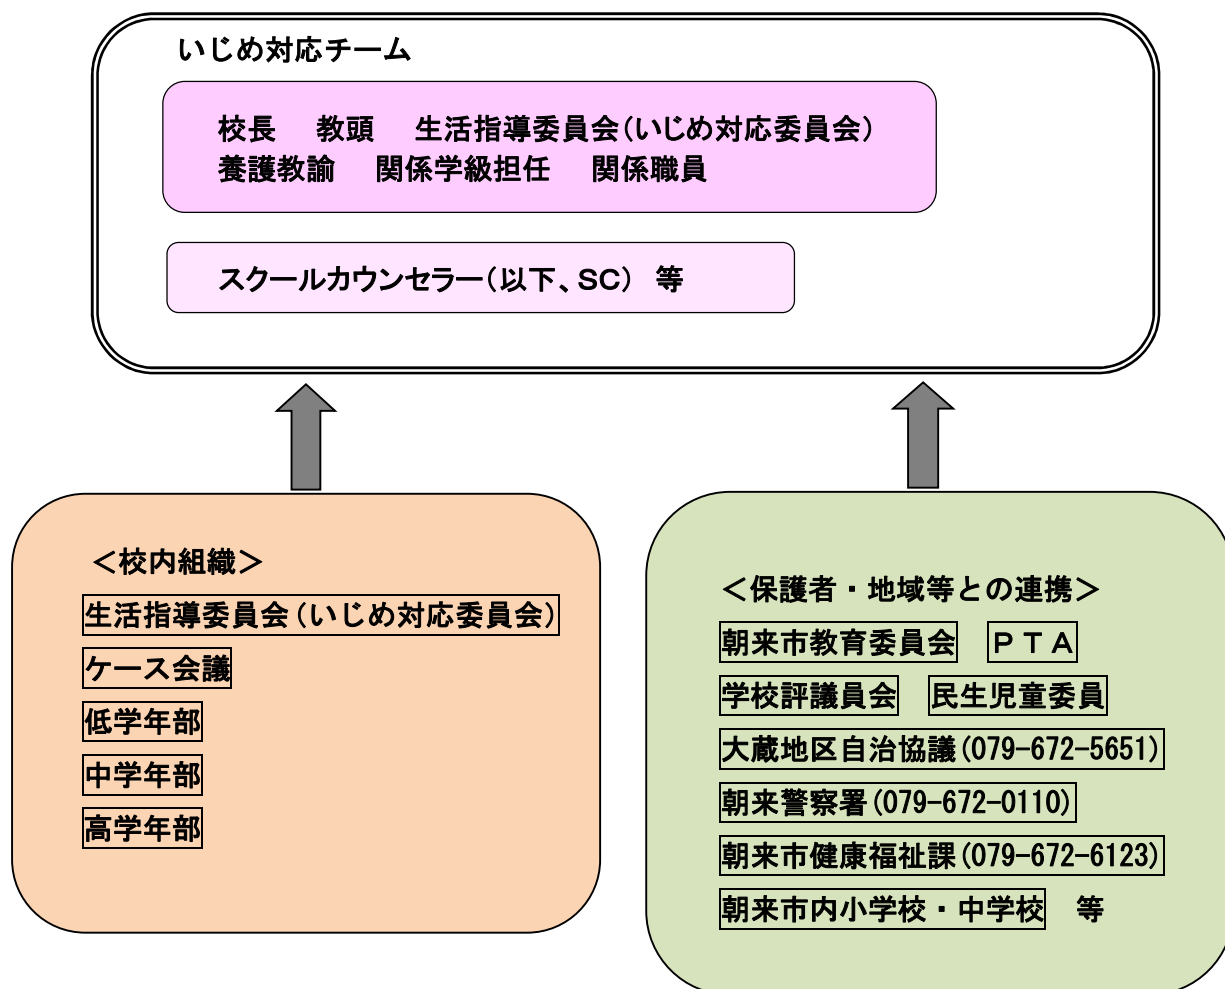 いじめ対応チーム
校長　教頭　生活指導委員会（いじめ対応委員会）
養護教諭　関係学級担任　関係職員
スクールカウンセラー（以下、SC）　等
＜校内組織＞
生活指導委員会（いじめ対応委員会）
ケース会議
低学年部
中学年部
高学年部
＜保護者・地域等との連携＞
朝来市教育委員会　ＰＴＡ
学校評議員会　民生児童委員
大蔵地区自治協議(079-672-5651)
朝来警察署(079-672-0110)
朝来市健康福祉課(079-672-6123)
朝来市内小学校・中学校　等